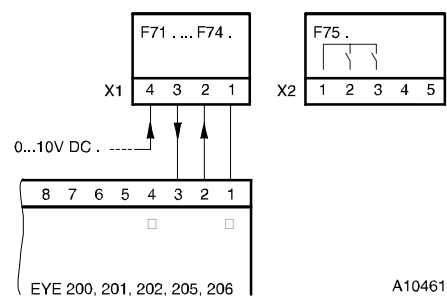 F71 . ... F74 .
F75 .
X1 4 3 2 1
X2 1 2 3 4 5
0...10V DC .
8 7 6 5 4 3 2 1
EYE 200, 201, 202, 205, 206
A10461